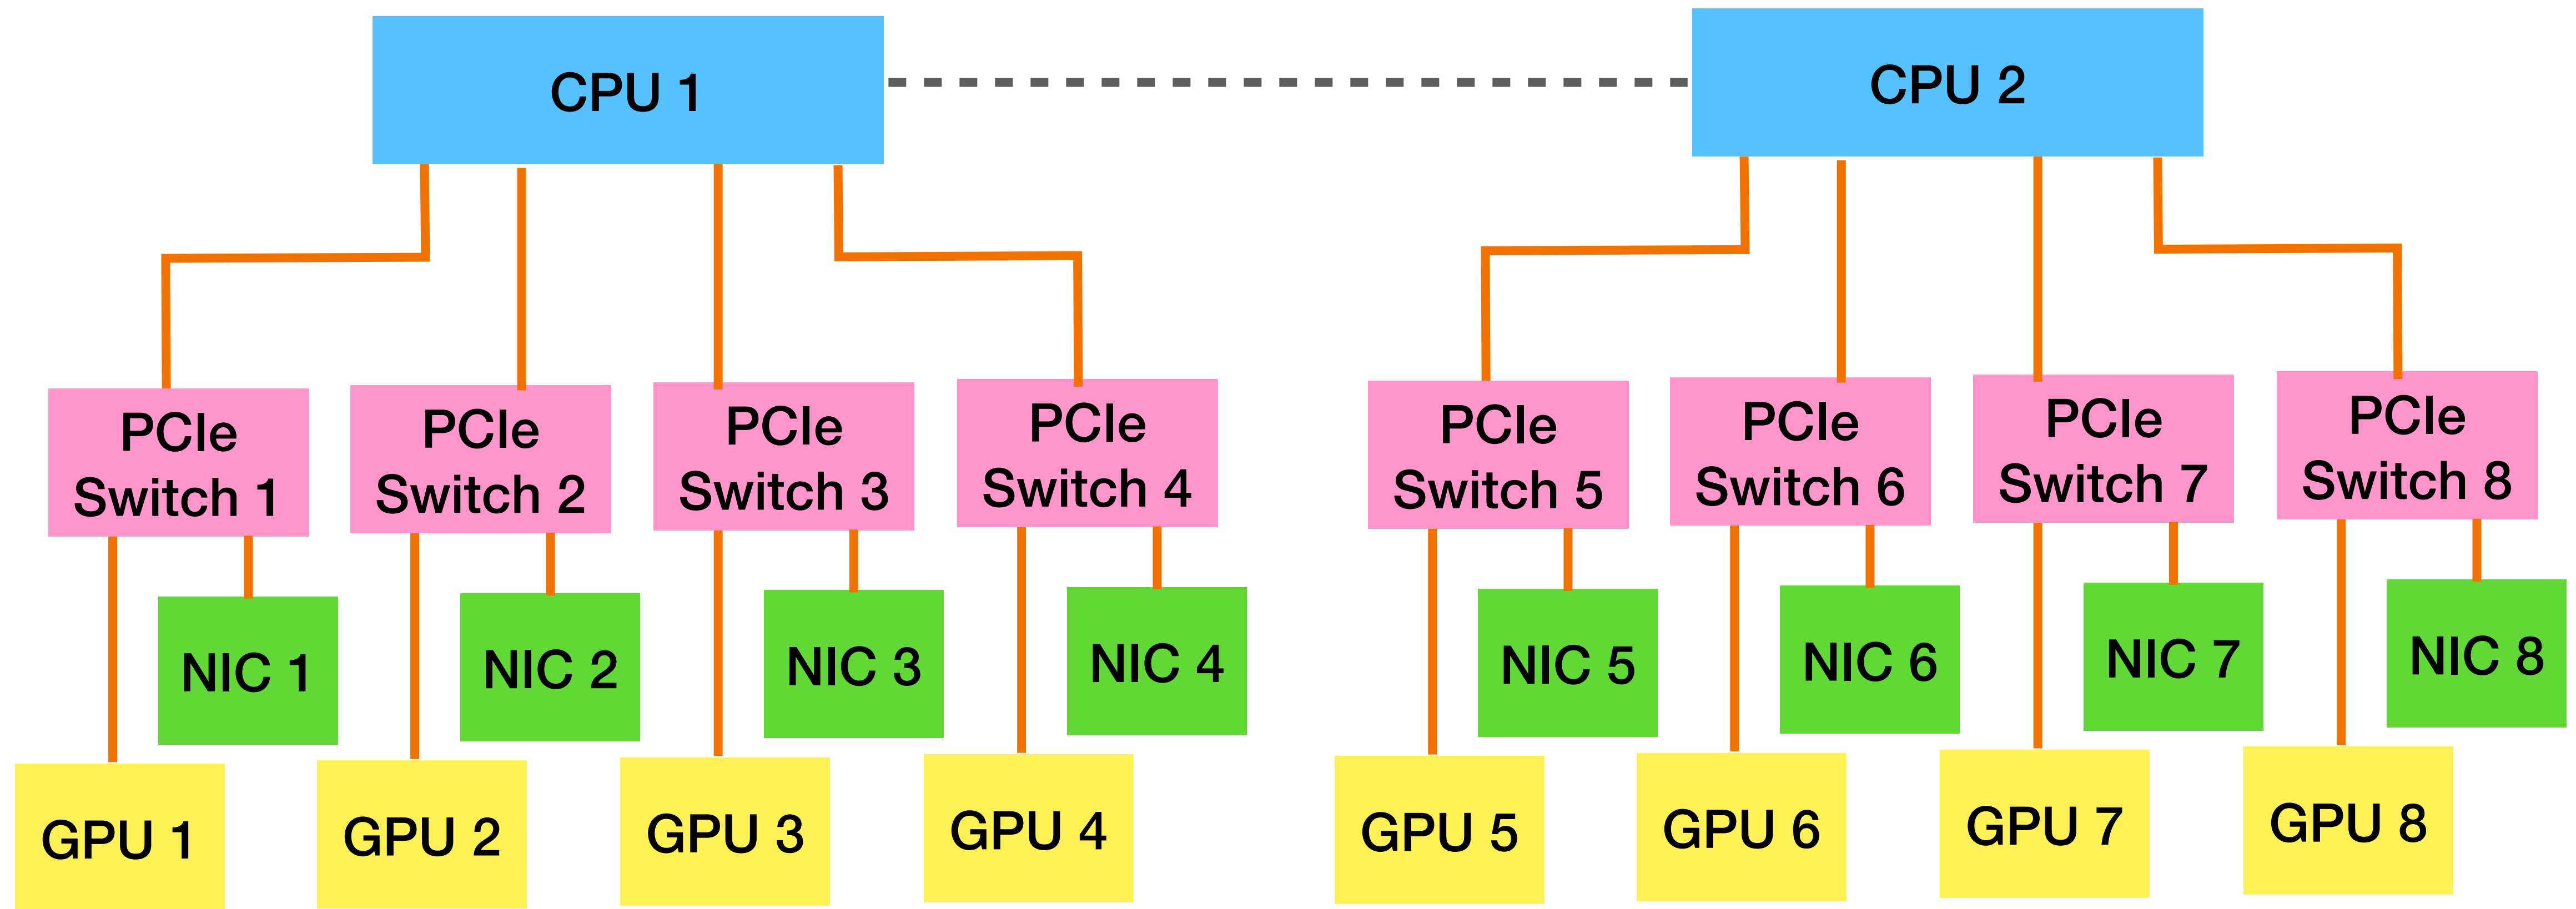 CPU 1
CPU 2
PCIe
Switch 1
PCIe
Switch 2
PCIe
Switch 3
PCIe
Switch 4
PCIe
Switch 5
PCIe
Switch 6
PCIe
Switch 7
PCIe
Switch 8
NIC 1
NIC 2
NIC 3
NIC 4
NIC 5
NIC 6
NIC 7
NIC 8
GPU 1
GPU 2
GPU 3
GPU 4
GPU 5
GPU 6
GPU 7
GPU 8